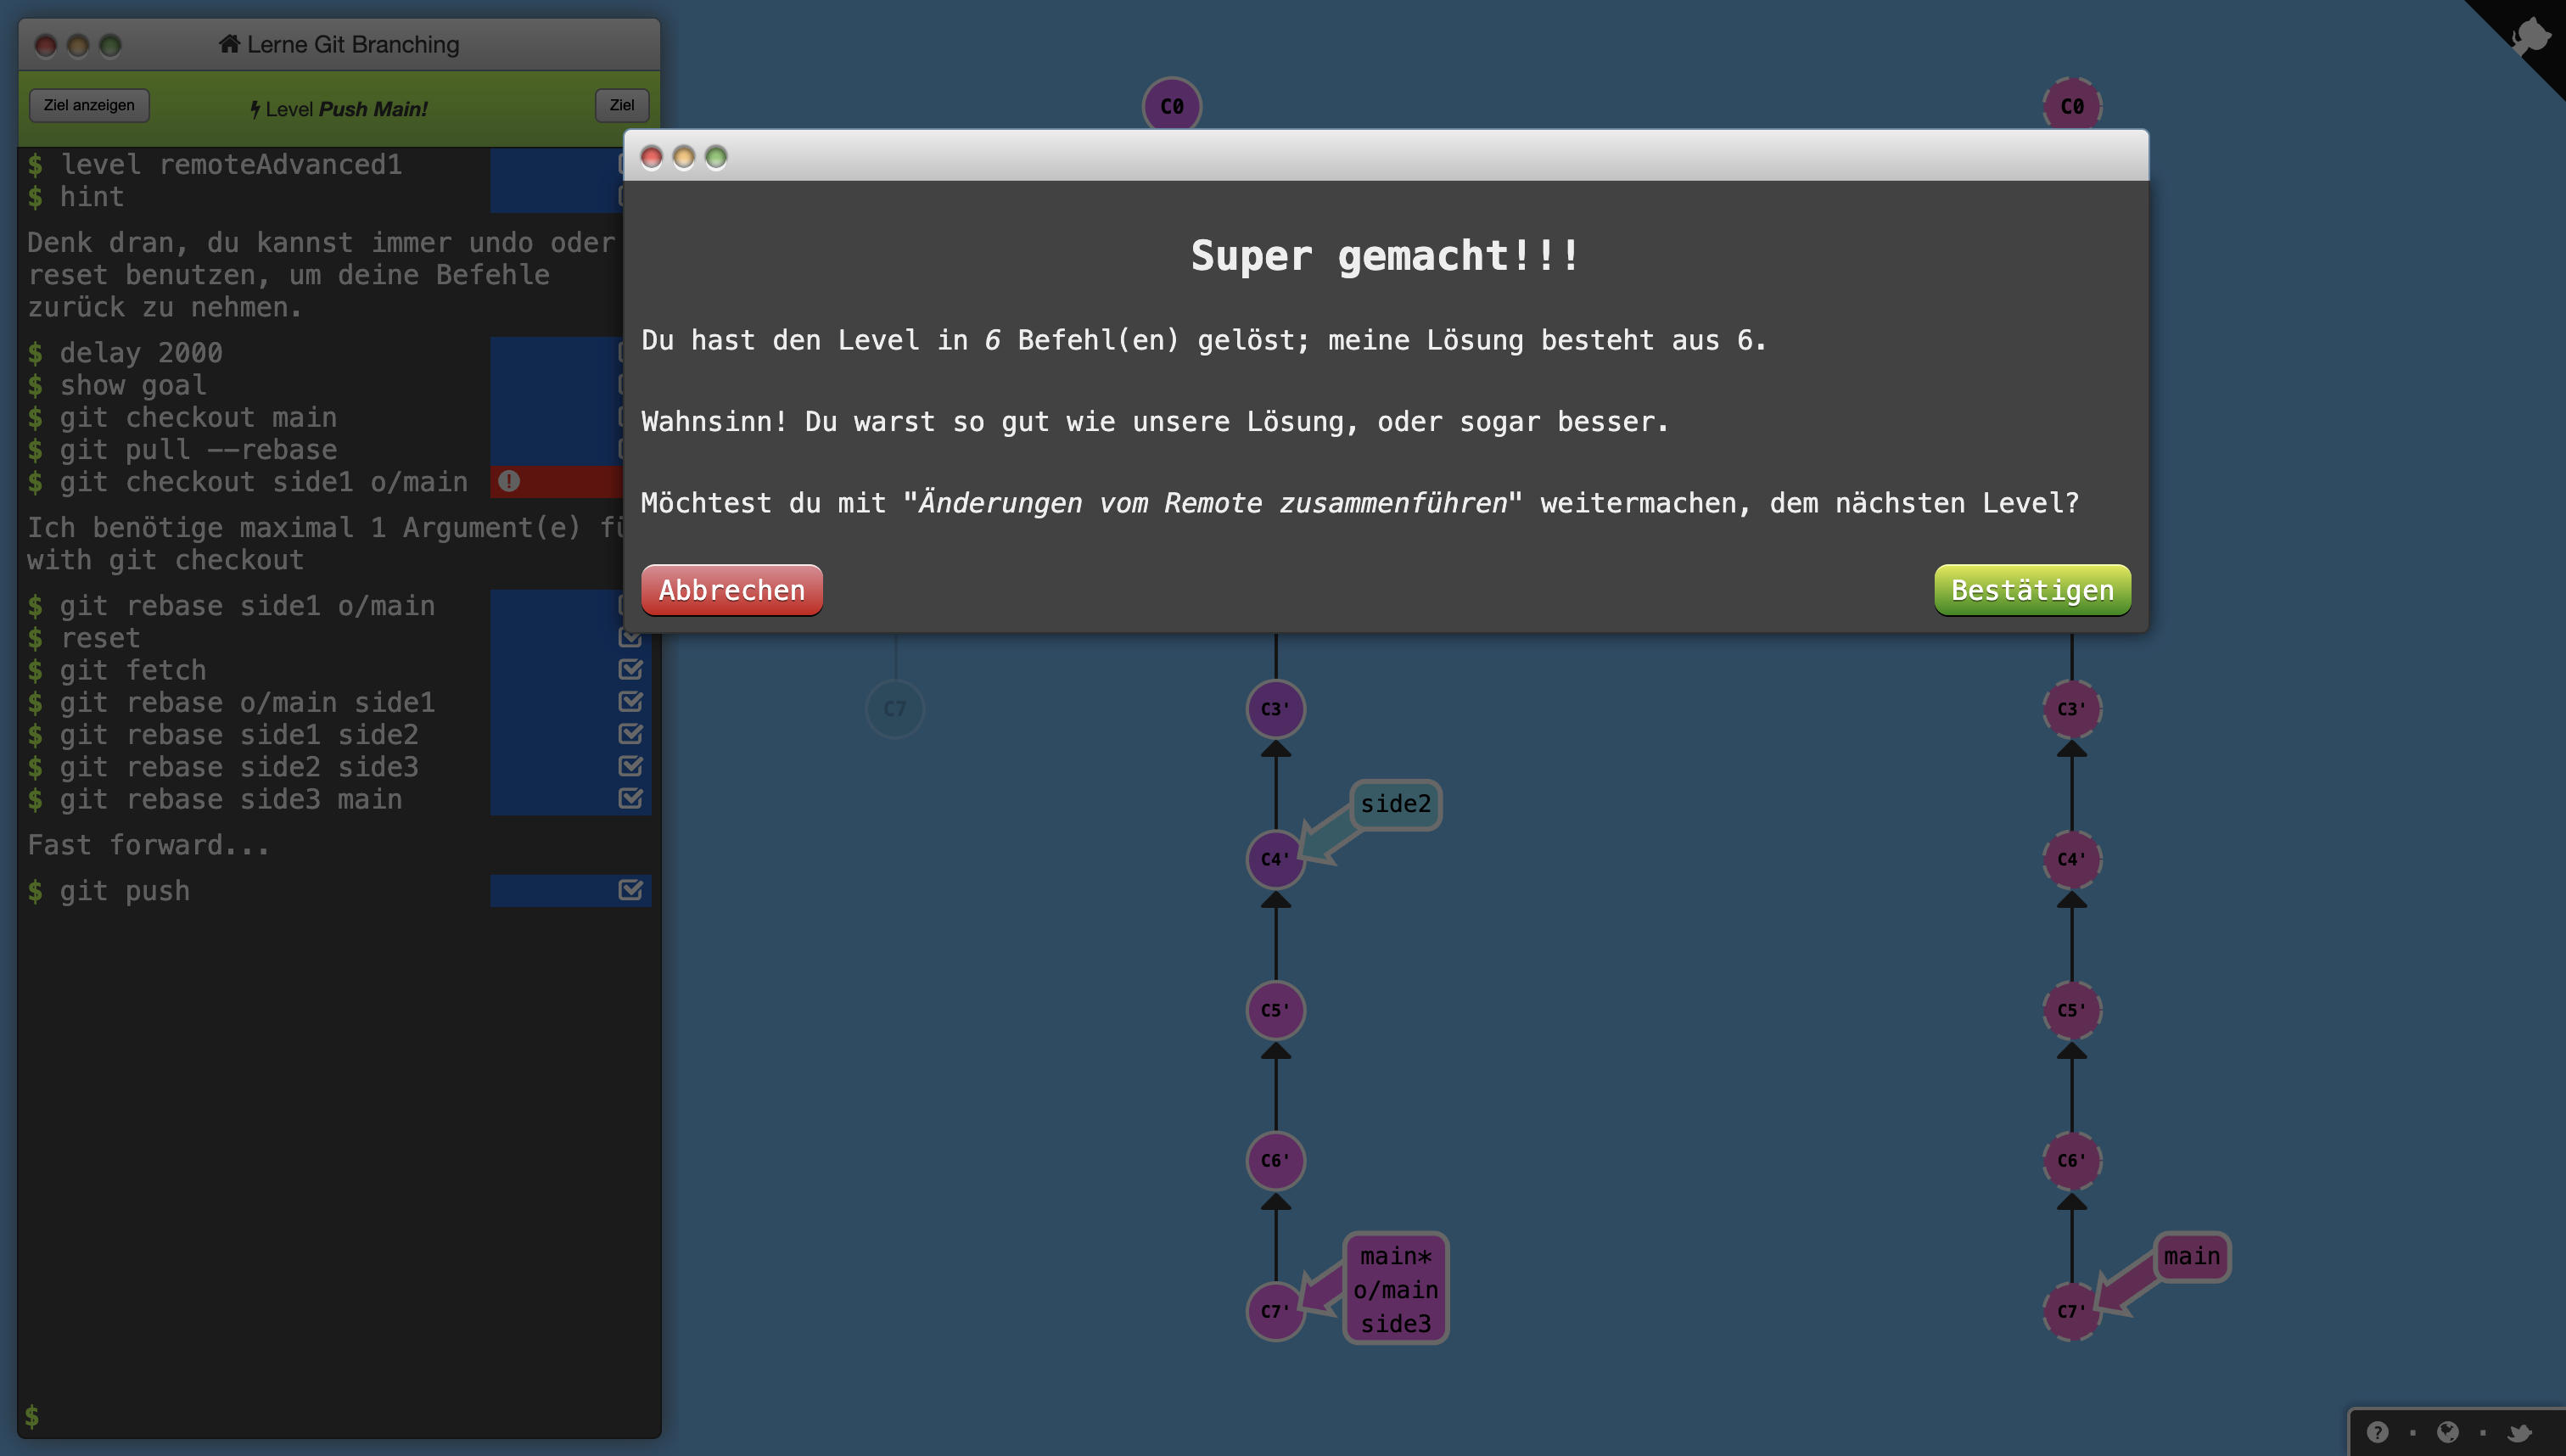 Lerne Git Branching
Ziel anzeigen
Level Push Main!
Ziel
$ level remoteAdvanced1
$ hint
Denk dran, du kannst immer undo oder
reset benutzen, um deine Befehle
zurück zu nehmen.
$ delay 2000
$ show goal
$ git checkout main
$ git pull --rebase
$ git checkout side1 o/main
Ich benötige maximal 1 Argument(e)
with git checkout
$ git rebase side1 o/main
$ reset
$ git fetch
$ git rebase o/main side1
$ git rebase side1 side2
$ git rebase side2 side3
$ git rebase side3 main
Fast forward...
$ git push
$
C0
C0
Super gemacht!!!
Du hast den Level in 6 Befehl(en) gelöst; meine Lösung besteht aus 6.
Wahnsinn! Du warst so gut wie unsere Lösung, oder sogar besser.
Möchtest du mit "Änderungen vom Remote zusammenführen" weitermachen, dem nächsten Level?
Abbrechen
Bestätigen
C7
C3'
C3'
side2
C4'
C4'
C5'
C5'
C6'
C6'
main*
o/main
side3
C7'
main
C7'
?